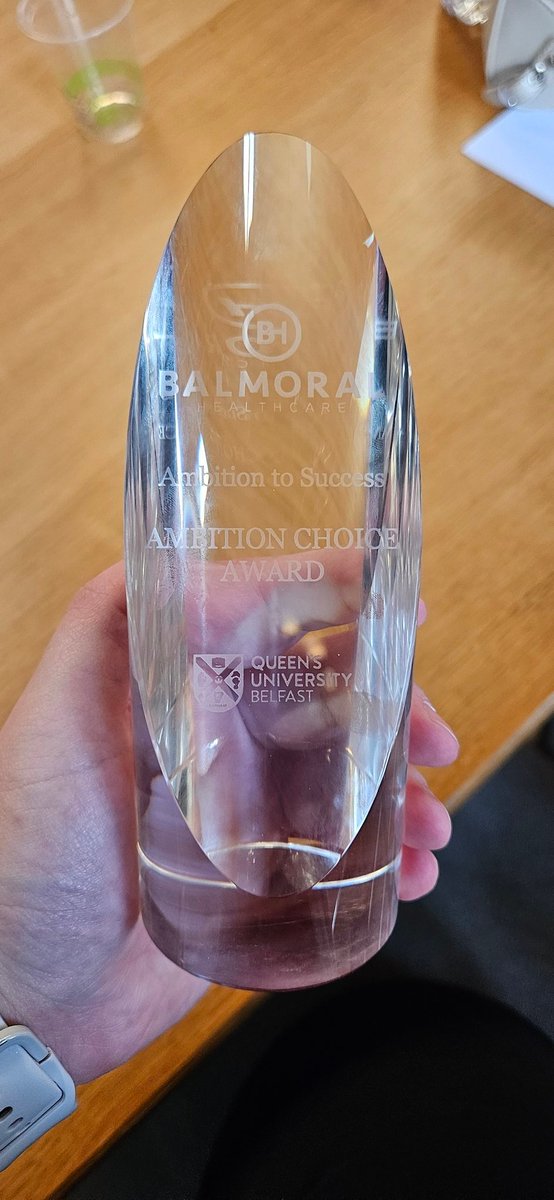 BH
BALMORAL
HEALTHCARE
Ambition to Success
AMBITION CHOICE
AWARD
QUEEN'S
UNIVERSITY
BELFAST